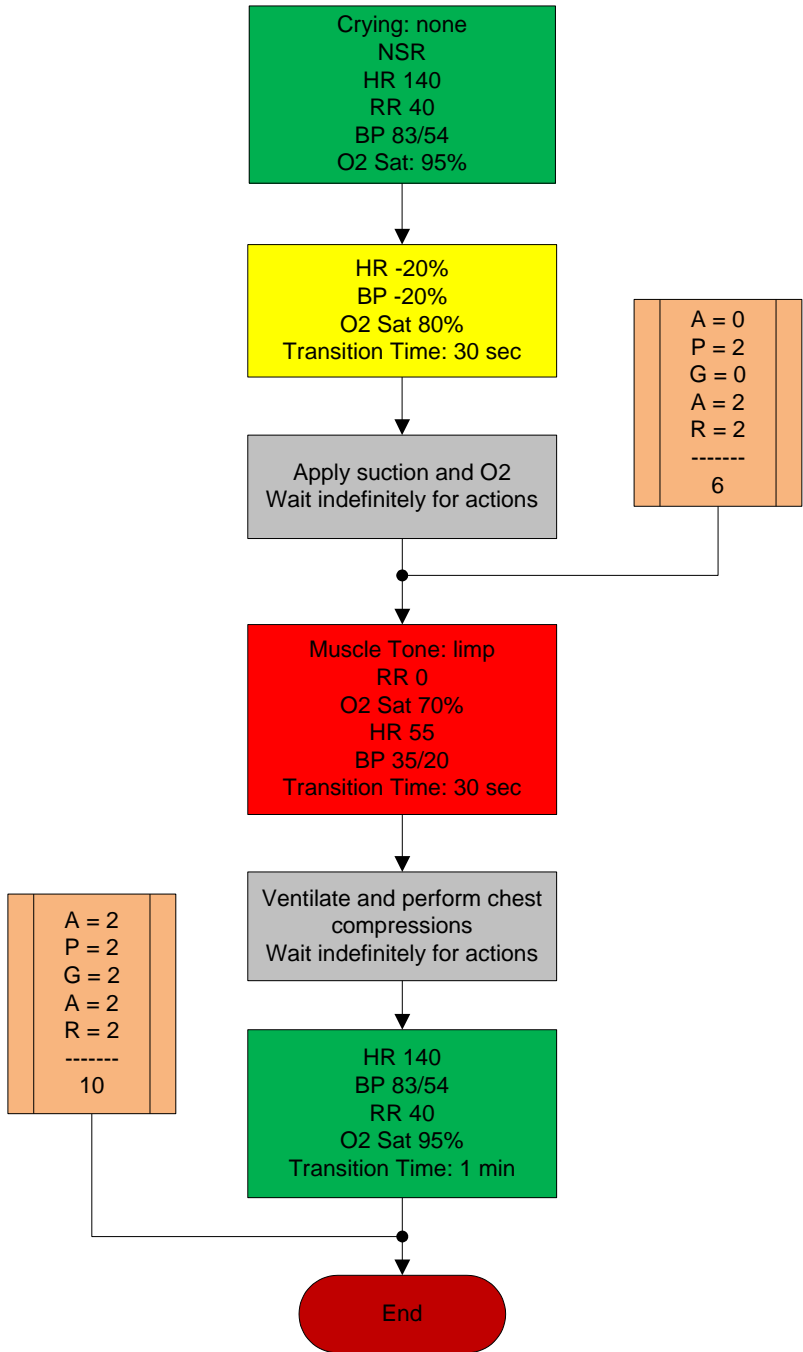 Crying: none
NSR
HR 140
RR 40
BP 83/54
O2 Sat: 95%
HR -20%
BP -20%
O2 Sat 80%
Transition Time: 30 sec
Apply suction and O2
Wait indefinitely for actions
A = 0
P = 2
G = 0
A = 2
R = 2
-------
6
Muscle Tone: limp
RR 0
O2 Sat 70%
HR 55
BP 35/20
Transition Time: 30 sec
Ventilate and perform chest
compressions
Wait indefinitely for actions
A = 2
P = 2
G = 2
A = 2
R = 2
-------
10
HR 140
BP 83/54
RR 40
O2 Sat 95%
Transition Time: 1 min
End